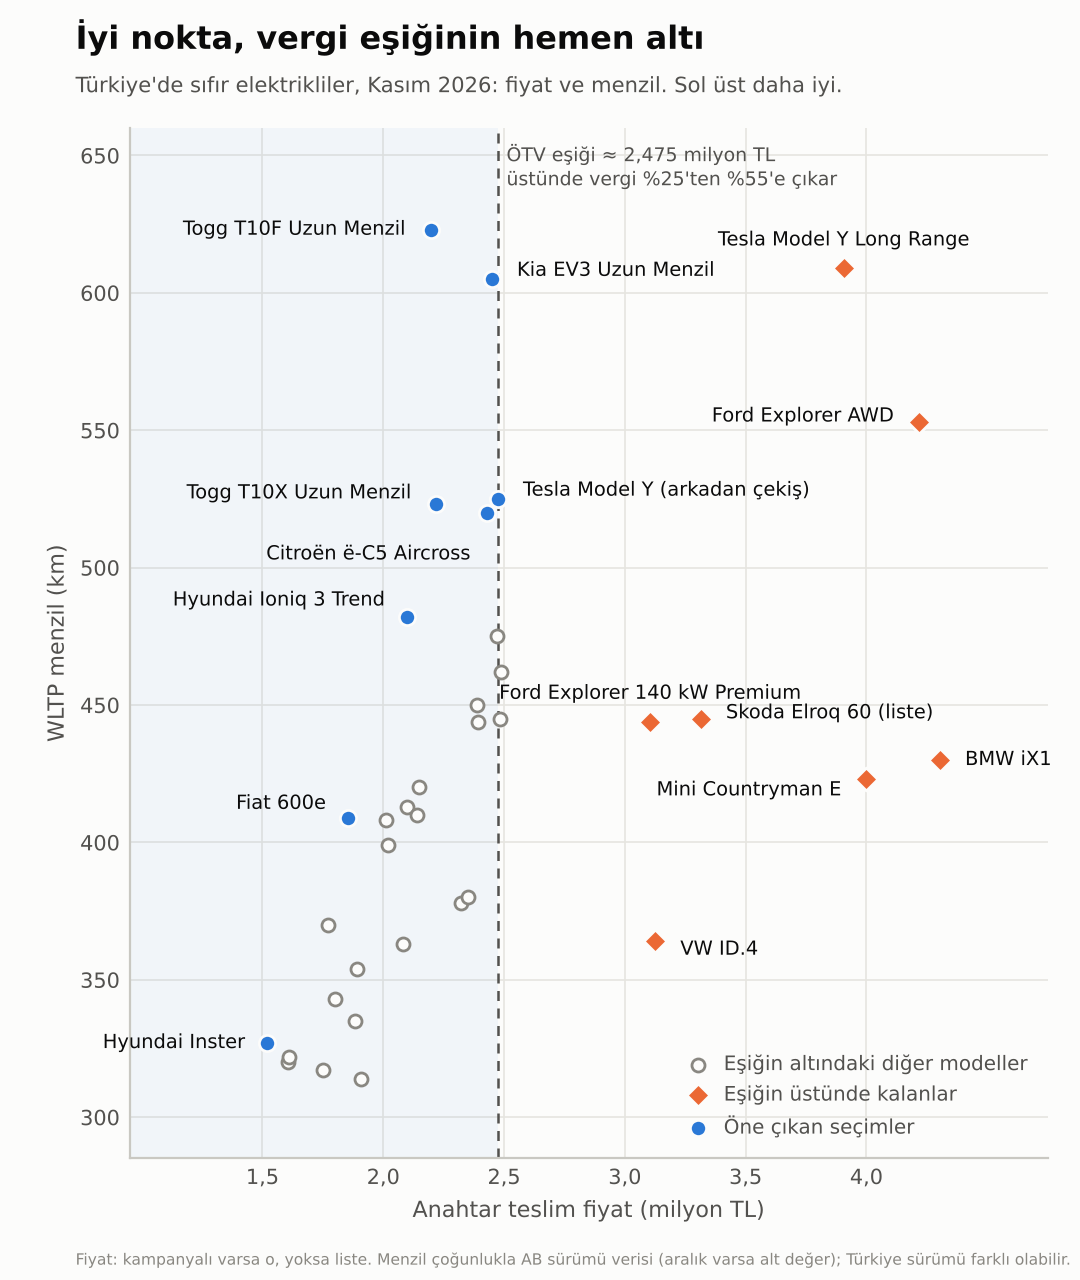 İyi nokta, vergi eşiğinin hemen altı
Türkiye'de sıfır elektrikliler, Kasım 2026: fiyat ve menzil. Sol üst daha iyi.
ÖTV eşiği ≈ 2,475 milyon TL
üstünde vergi %25'ten %55'e çıkar
Togg T10F Uzun Menzil
Tesla Model Y Long Range
Kia EV3 Uzun Menzil
Ford Explorer AWD
Togg T10X Uzun Menzil
Tesla Model Y (arkadan çekiş)
Citroën ë-C5 Aircross
Hyundai Ioniq 3 Trend
Ford Explorer 140 kW Premium
Skoda Elroq 60 (liste)
BMW iX1
Mini Countryman E
Fiat 600e
VW ID.4
Hyundai Inster
Eşiğin altındaki diğer modeller
Eşiğin üstünde kalanlar
Öne çıkan seçimler
650
600
550
500
450
400
350
300
WLTP menzil (km)
1,5
2,0
2,5
3,0
3,5
4,0
Anahtar teslim fiyat (milyon TL)
Fiyat: kampanyalı varsa o, yoksa liste. Menzil çoğunlukla AB sürümü verisi (aralık varsa alt değer); Türkiye sürümü farklı olabilir.